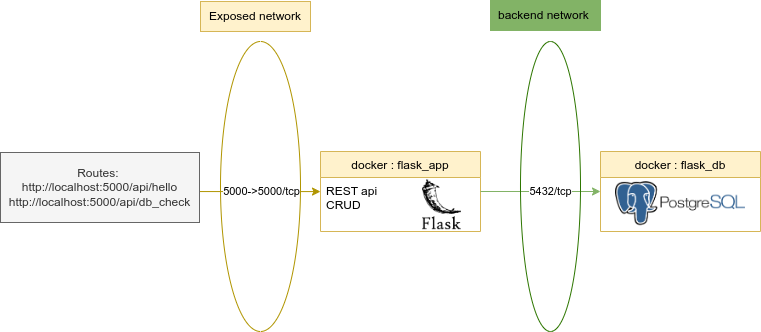 Exposed network
backend network
Routes:
http://localhost:5000/api/hello
http://localhost:5000/api/db_check
5000->5000/tcp
docker : flask_app
REST api
CRUD
Flask
5432/tcp
docker : flask_db
PostgreSQL